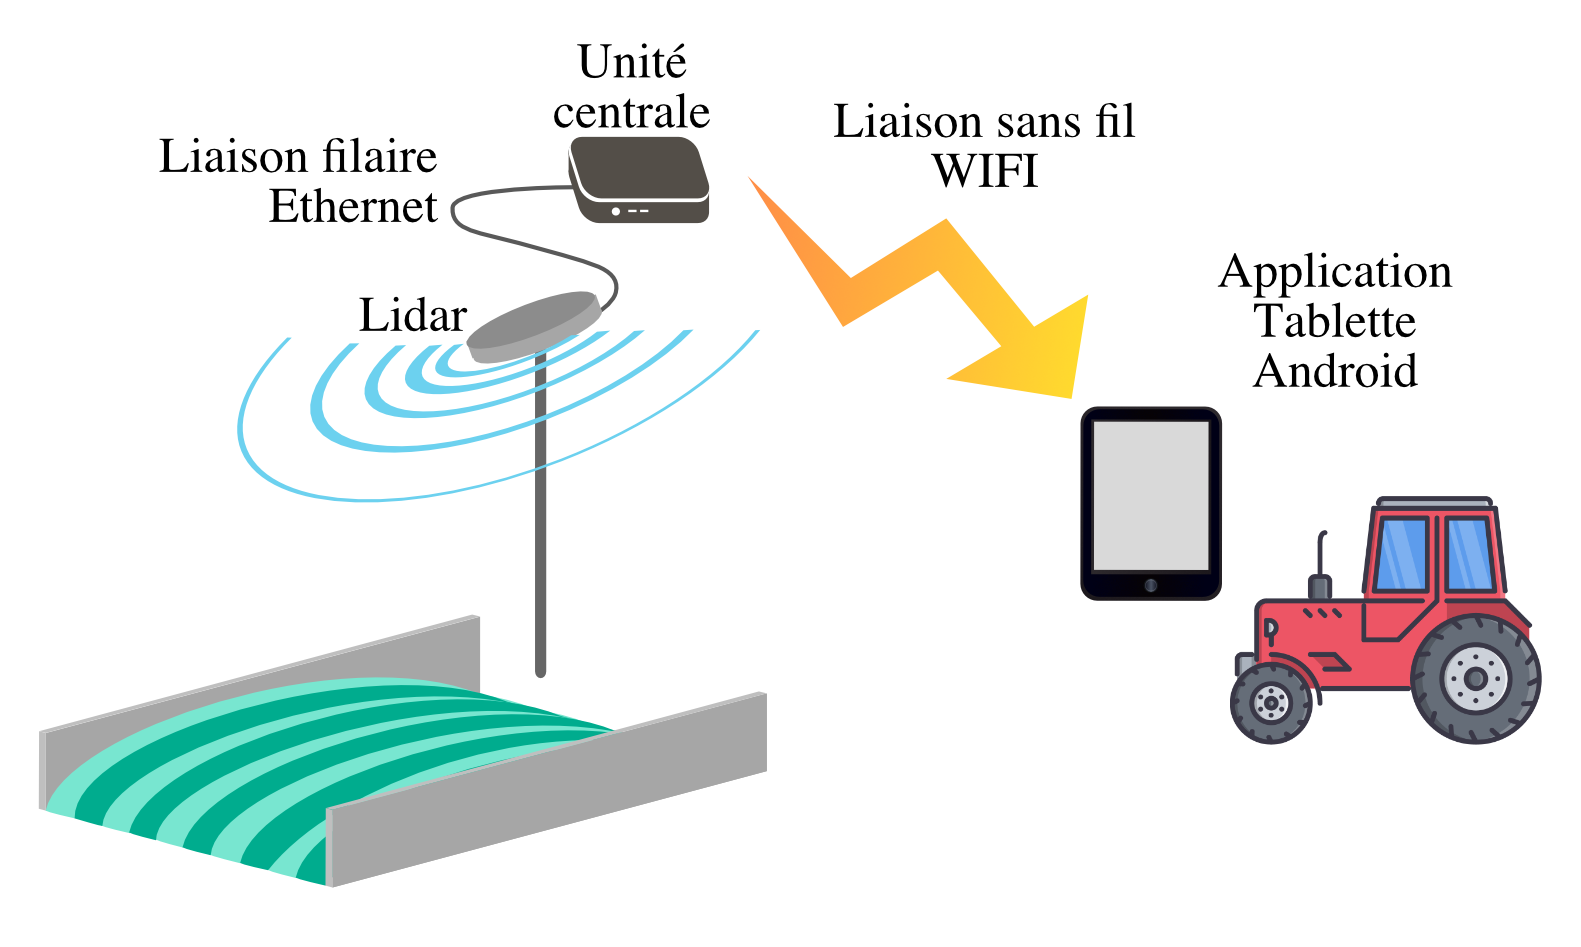 Unité
centrale
Liaison filaire
Ethernet
Liaison sans fil
WIFI
Lidar
Application
Tablette
Android